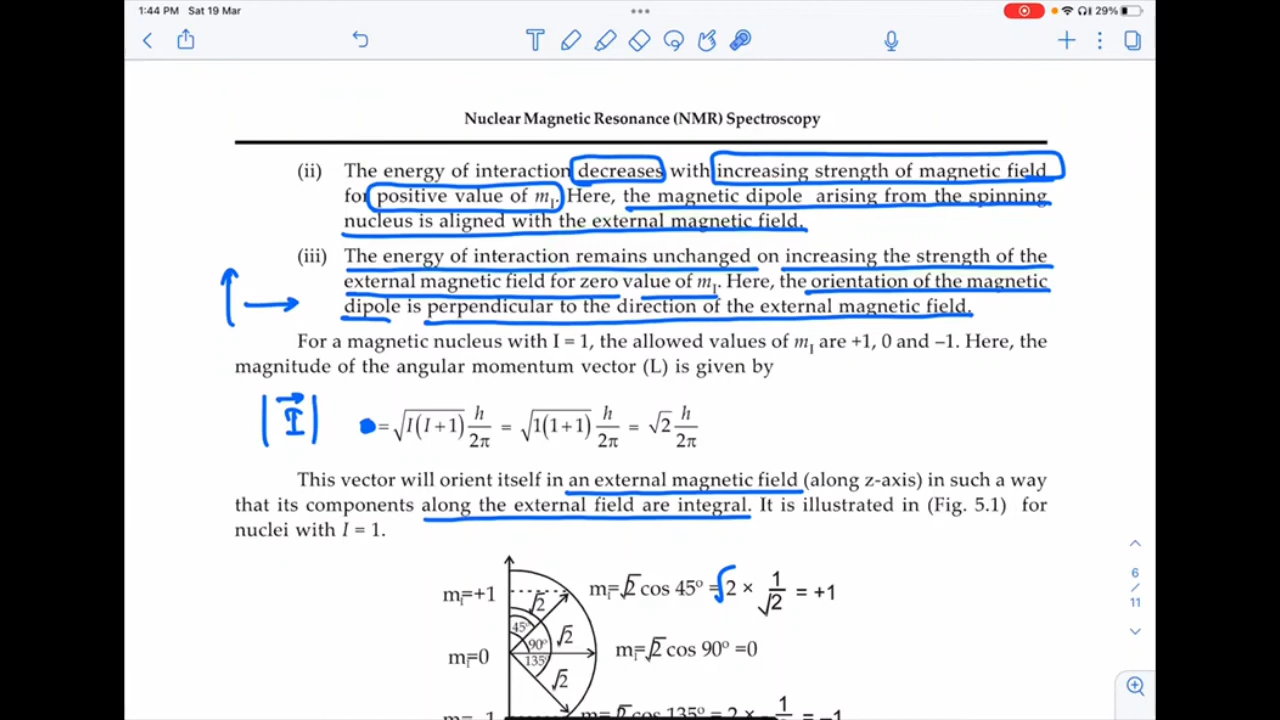 1:44 PM Sat 19 Mar
29%
Nuclear Magnetic Resonance (NMR) Spectroscopy
(ii) The energy of interaction decreases with increasing strength of magnetic field
for positive value of mI. Here, the magnetic dipole arising from the spinning
nucleus is aligned with the external magnetic field.
(iii) The energy of interaction remains unchanged on increasing the strength of the
external magnetic field for zero value of mI. Here, the orientation of the magnetic
dipole is perpendicular to the direction of the external magnetic field.
For a magnetic nucleus with I = 1, the allowed values of mI are +1, 0 and –1. Here, the
magnitude of the angular momentum vector (L) is given by
|I⃗| = √I(I+1) h/2π = √1(1+1) h/2π = √2 h/2π
This vector will orient itself in an external magnetic field (along z-axis) in such a way
that its components along the external field are integral. It is illustrated in (Fig. 5.1) for
nuclei with I = 1.
mI=+1 √2 45° mI=√2 cos 45° = √2 × 1/√2 = +1
90° √2
mI=0 135° mI=√2 cos 90° =0
√2
mI=-1 mI=√2 cos 135° = 2 × 1 = –1
6
/
11